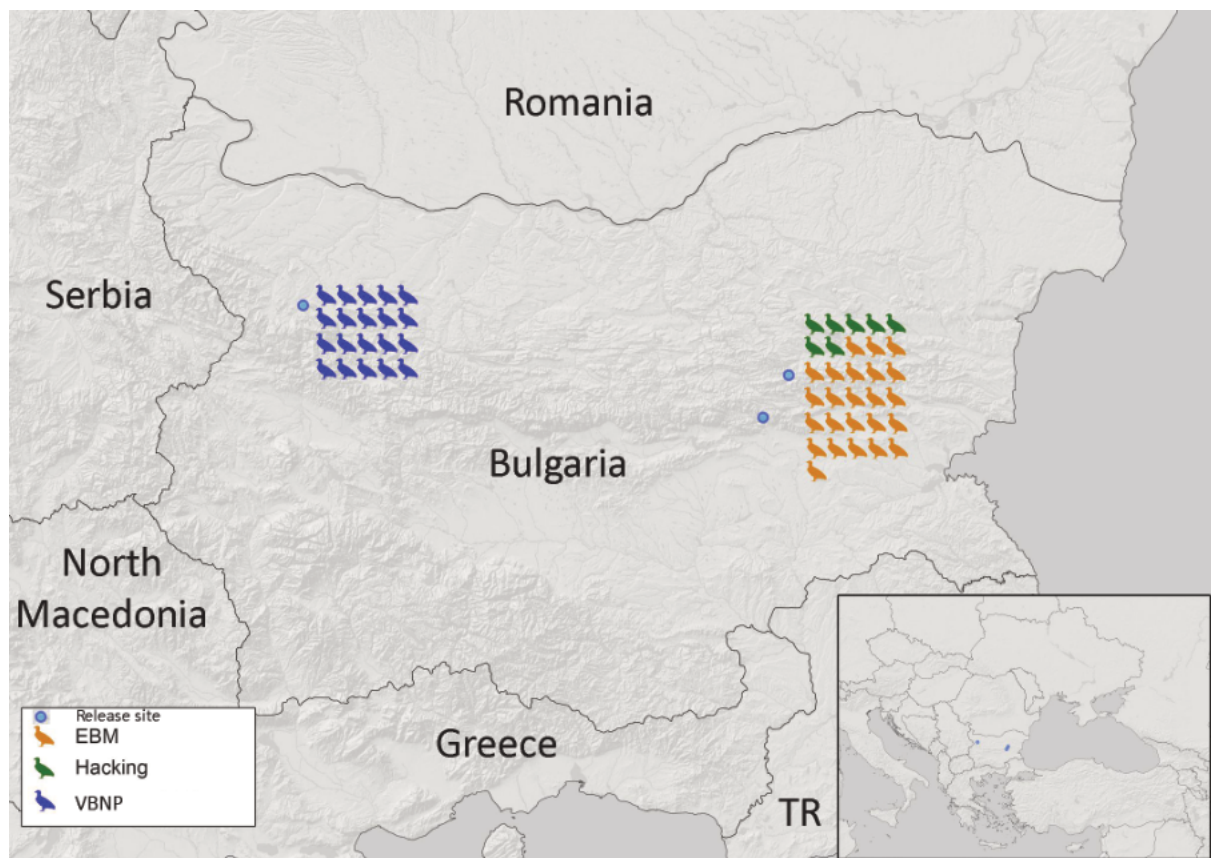 Romania
Serbia
Bulgaria
North
Macedonia
Greece
TR
Release site
EBM
Hacking
VBNP